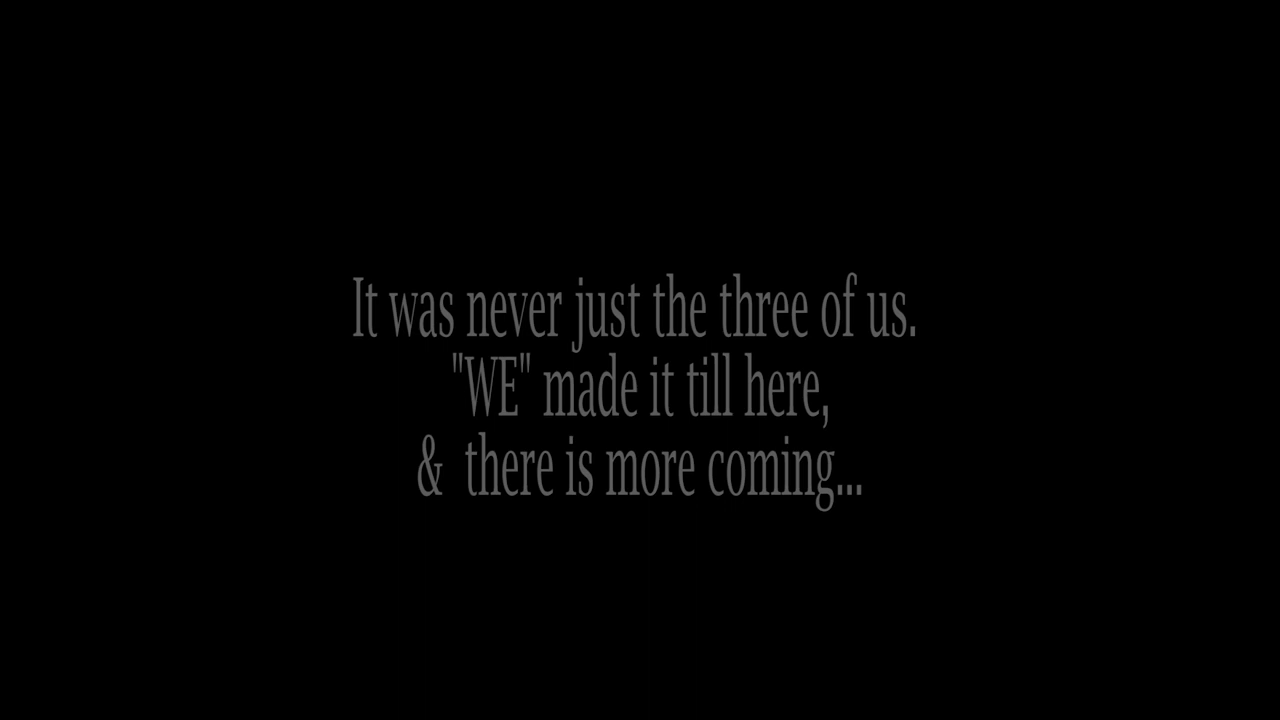 It was never just the three of us.
"WE" made it till here,
&  there is more coming...